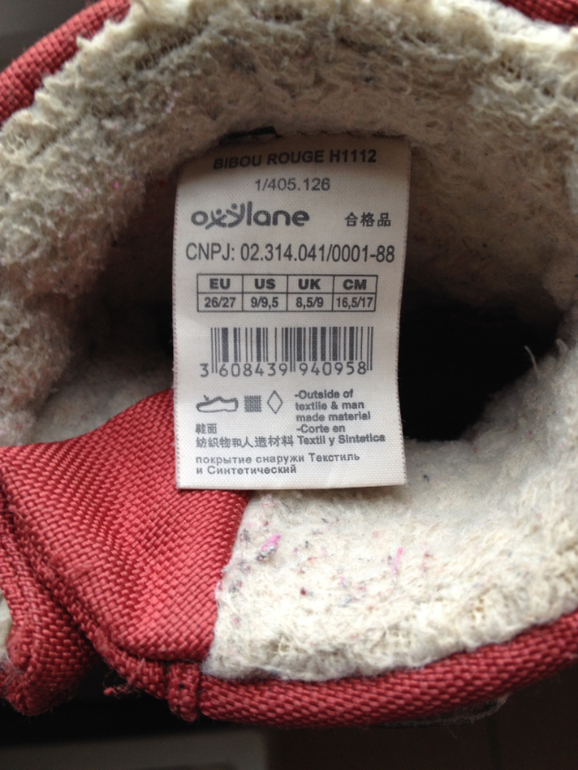 BIBOU ROUGE H1112
1/405.126
oxylane 合格品
CNPJ: 02.314.041/0001-88
EU US UK CM
26/27 9/9,5 8,5/9 16,5/17
3 608439 940958
-Outside of
textile & man
made material
鞋面 -Corte en
纺织物和人造材料 Textil y Sintetica
покрытие снаружи Текстиль
и Синтетический